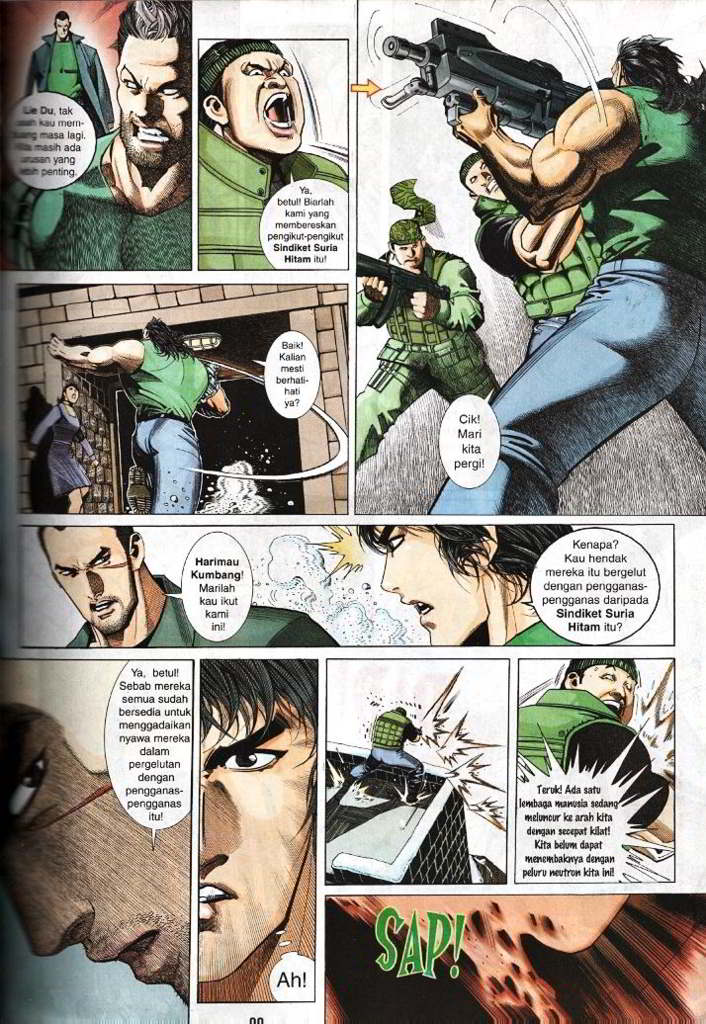 Lie Du, tak
kau mem-
masa lagi.
masih ada
urusan yang
lebih penting.
Ya,
betul! Biarlah
kami yang
membereskan
pengikut-pengikut
Sindiket Suria
Hitam itu!
Baik!
Kalian
mesti
berhati-
hati
ya?
Cik!
Mari
kita
pergi!
Harimau
Kumbang!
Marilah
kau ikut
kami
ini!
Kenapa?
Kau hendak
mereka itu bergelut
dengan pengganas-
pengganas daripada
Sindiket Suria
Hitam itu?
Ya, betul!
Sebab mereka
semua sudah
bersedia untuk
menggadaikan
nyawa mereka
dalam
pergelutan
dengan
pengganas-
pengganas
itu!
Ah!
Teruk! Ada satu
lembaga manusia sedang
meluncur ke arah kita
dengan secepat kilat!
Kita belum dapat
menembaknya dengan
peluru neutron kita ini!
SAP!